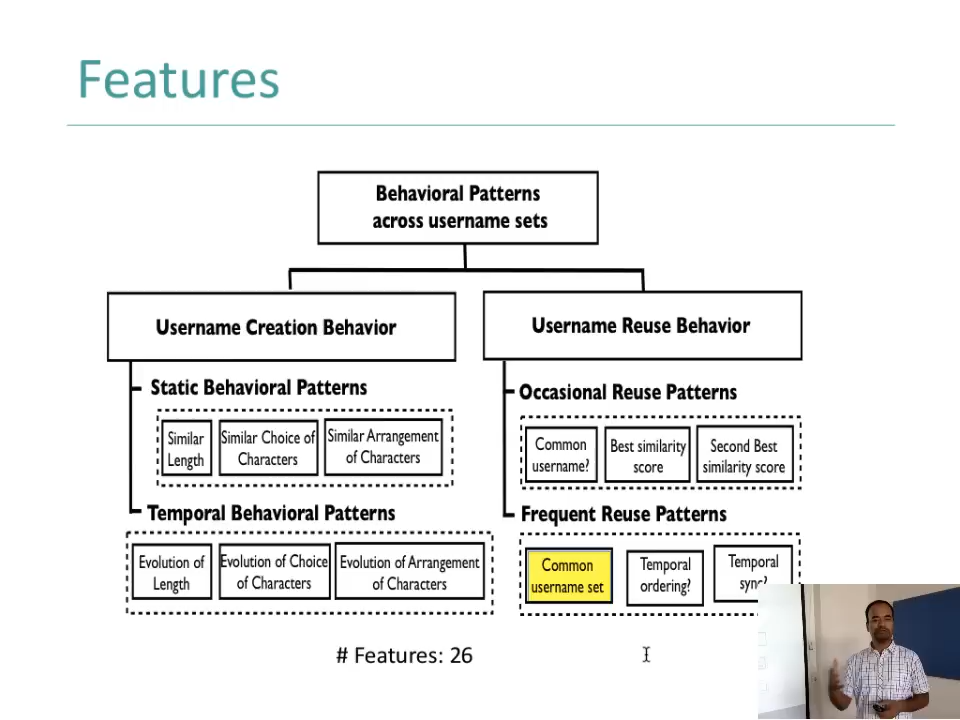 Features
Behavioral Patterns
across username sets
Username Creation Behavior
Static Behavioral Patterns
Similar
Length
Similar Choice of
Characters
Similar Arrangement
of Characters
Temporal Behavioral Patterns
Evolution of
Length
Evolution of Choice
of Characters
Evolution of Arrangement
of Characters
Username Reuse Behavior
Occasional Reuse Patterns
Common
username?
Best similarity
score
Second Best
similarity score
Frequent Reuse Patterns
Common
username set
Temporal
ordering?
Temporal
sync?
# Features: 26